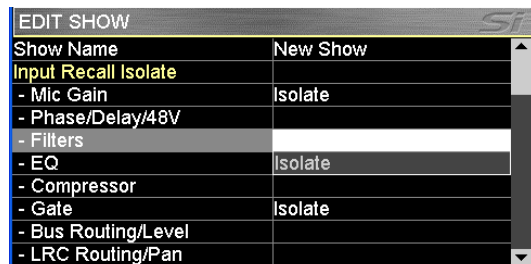 EDIT SHOW Si
Show Name New Show
Input Recall Isolate
- Mic Gain Isolate
- Phase/Delay/48V
- Filters
- EQ Isolate
- Compressor
- Gate Isolate
- Bus Routing/Level
- LRC Routing/Pan